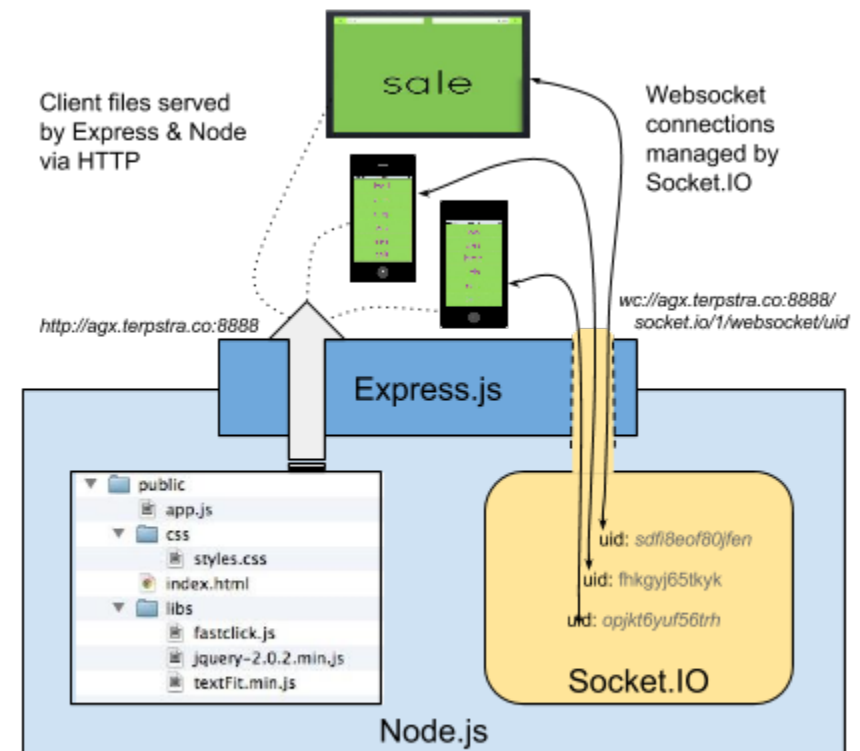 sale
Client files served
by Express & Node
via HTTP
Websocket
connections
managed by
Socket.IO
http://agx.terpstra.co:8888
wc://agx.terpstra.co:8888/
socket.io/1/websocket/uid
Express.js
public
app.js
css
styles.css
index.html
libs
fastclick.js
jquery-2.0.2.min.js
textFit.min.js
uid: sdfi8eof80jfen
uid: fhkgyj65tkyk
uid: opjkt6yuf56trh
Socket.IO
Node.js